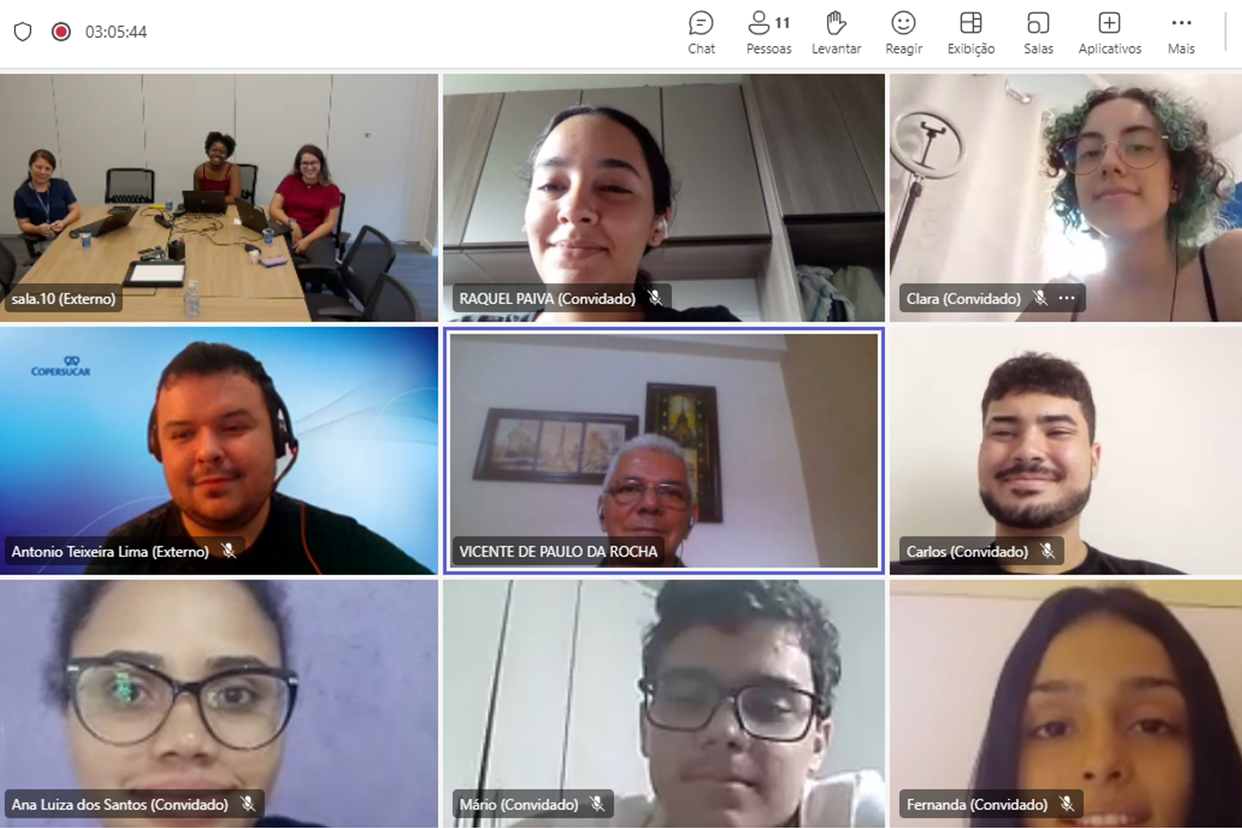 03:05:44
11
Chat
Pessoas
Levantar
Reagir
Exibição
Salas
Aplicativos
Mais
sala.10 (Externo)
RAQUEL PAIVA (Convidado)
Clara (Convidado)
COPERSUCAR
Antonio Teixeira Lima (Externo)
VICENTE DE PAULO DA ROCHA
Carlos (Convidado)
Ana Luiza dos Santos (Convidado)
Mário (Convidado)
Fernanda (Convidado)